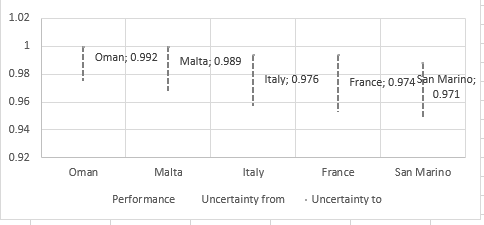 1.02
1
0.98
0.96
0.94
0.92
Oman; 0.992
Malta; 0.989
Italy; 0.976
France; 0.974
San Marino;
0.971
Oman
Malta
Italy
France
San Marino
Performance
Uncertainty from
Uncertainty to